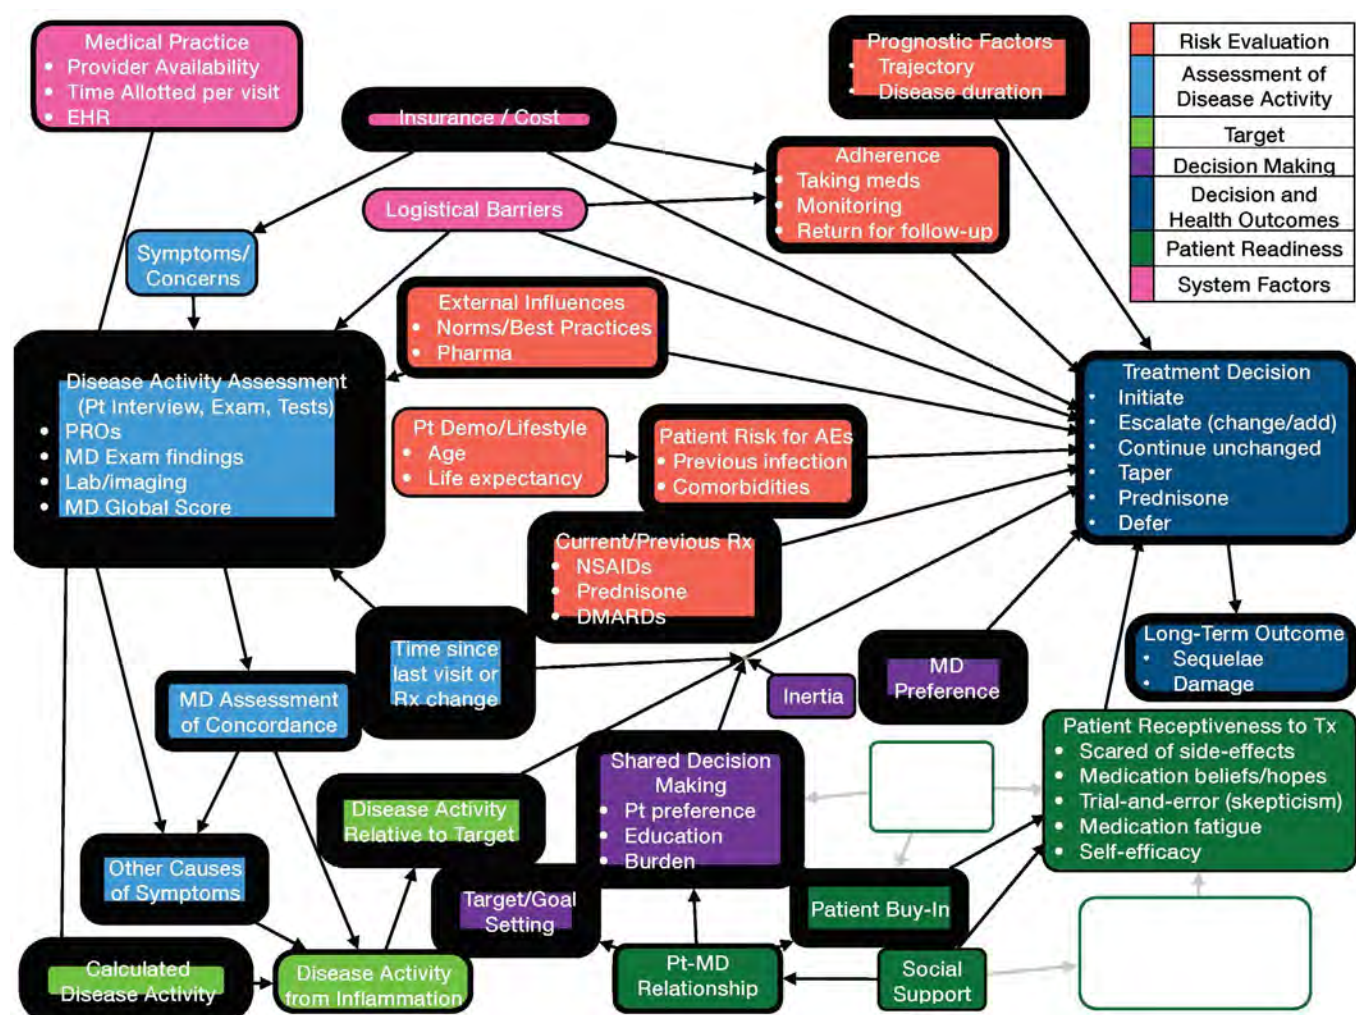 Medical Practice
• Provider Availability
• Time Allotted per visit
• EHR
Insurance / Cost
Prognostic Factors
• Trajectory
• Disease duration
Risk Evaluation
Assessment of
Disease Activity
Target
Decision Making
Decision and
Health Outcomes
Patient Readiness
System Factors
Adherence
• Taking meds
• Monitoring
• Return for follow-up
Logistical Barriers
Symptoms/
Concerns
External Influences
• Norms/Best Practices
• Pharma
Disease Activity Assessment
(Pt Interview, Exam, Tests)
• PROs
• MD Exam findings
• Lab/imaging
• MD Global Score
Pt Demo/Lifestyle
• Age
• Life expectancy
Patient Risk for AEs
• Previous infection
• Comorbidities
Treatment Decision
• Initiate
• Escalate (change/add)
• Continue unchanged
• Taper
• Prednisone
• Defer
Current/Previous Rx
• NSAIDs
• Prednisone
• DMARDs
Time since
last visit or
Rx change
MD
Preference
Inertia
Long-Term Outcome
• Sequelae
• Damage
MD Assessment
of Concordance
Shared Decision
Making
• Pt preference
• Education
• Burden
Patient Receptiveness to Tx
• Scared of side-effects
• Medication beliefs/hopes
• Trial-and-error (skepticism)
• Medication fatigue
• Self-efficacy
Disease Activity
Relative to Target
Other Causes
of Symptoms
Target/Goal
Setting
Patient Buy-In
Calculated
Disease Activity
Disease Activity
from Inflammation
Pt-MD
Relationship
Social
Support